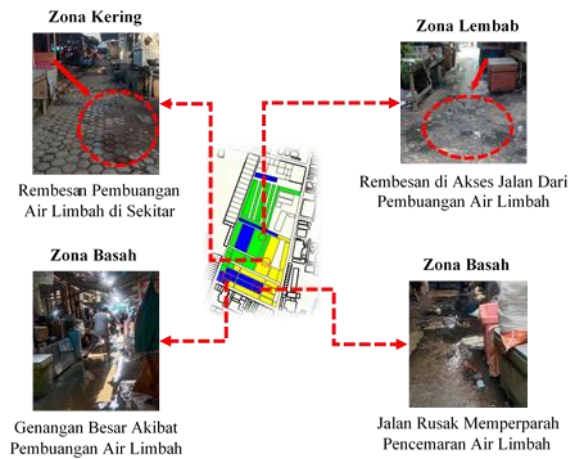 Zona Kering
Rembesan Pembuangan
Air Limbah di Sekitar
Zona Lembab
Rembesan di Akses Jalan Dari
Pembuangan Air Limbah
Zona Basah
Genangan Besar Akibat
Pembuangan Air Limbah
Zona Basah
Jalan Rusak Memperparah
Pencemaran Air Limbah